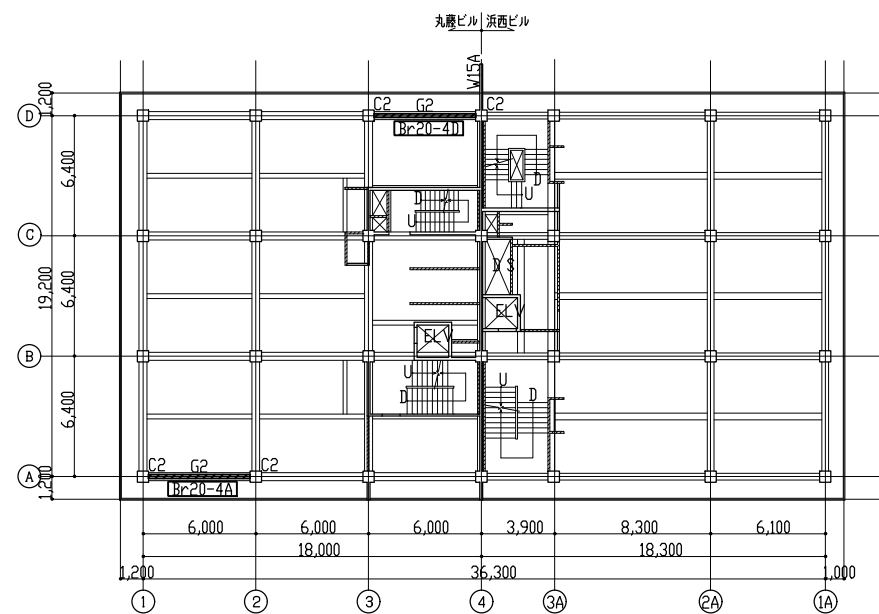 丸藤ビル 浜西ビル
W15A
1,200
C2 G2 C2
D
Br20-4D
6,400
D
U
D
U
C
D S
19,200
6,400
ELV
ELV
B
U
D
U
D
6,400
C2 G2 C2
A
Br20-4A
1,200
6,000 6,000 6,000 3,900 8,300 6,100
18,000 18,300
1,200 36,300 1,000
1 2 3 4 3A 2A 1A